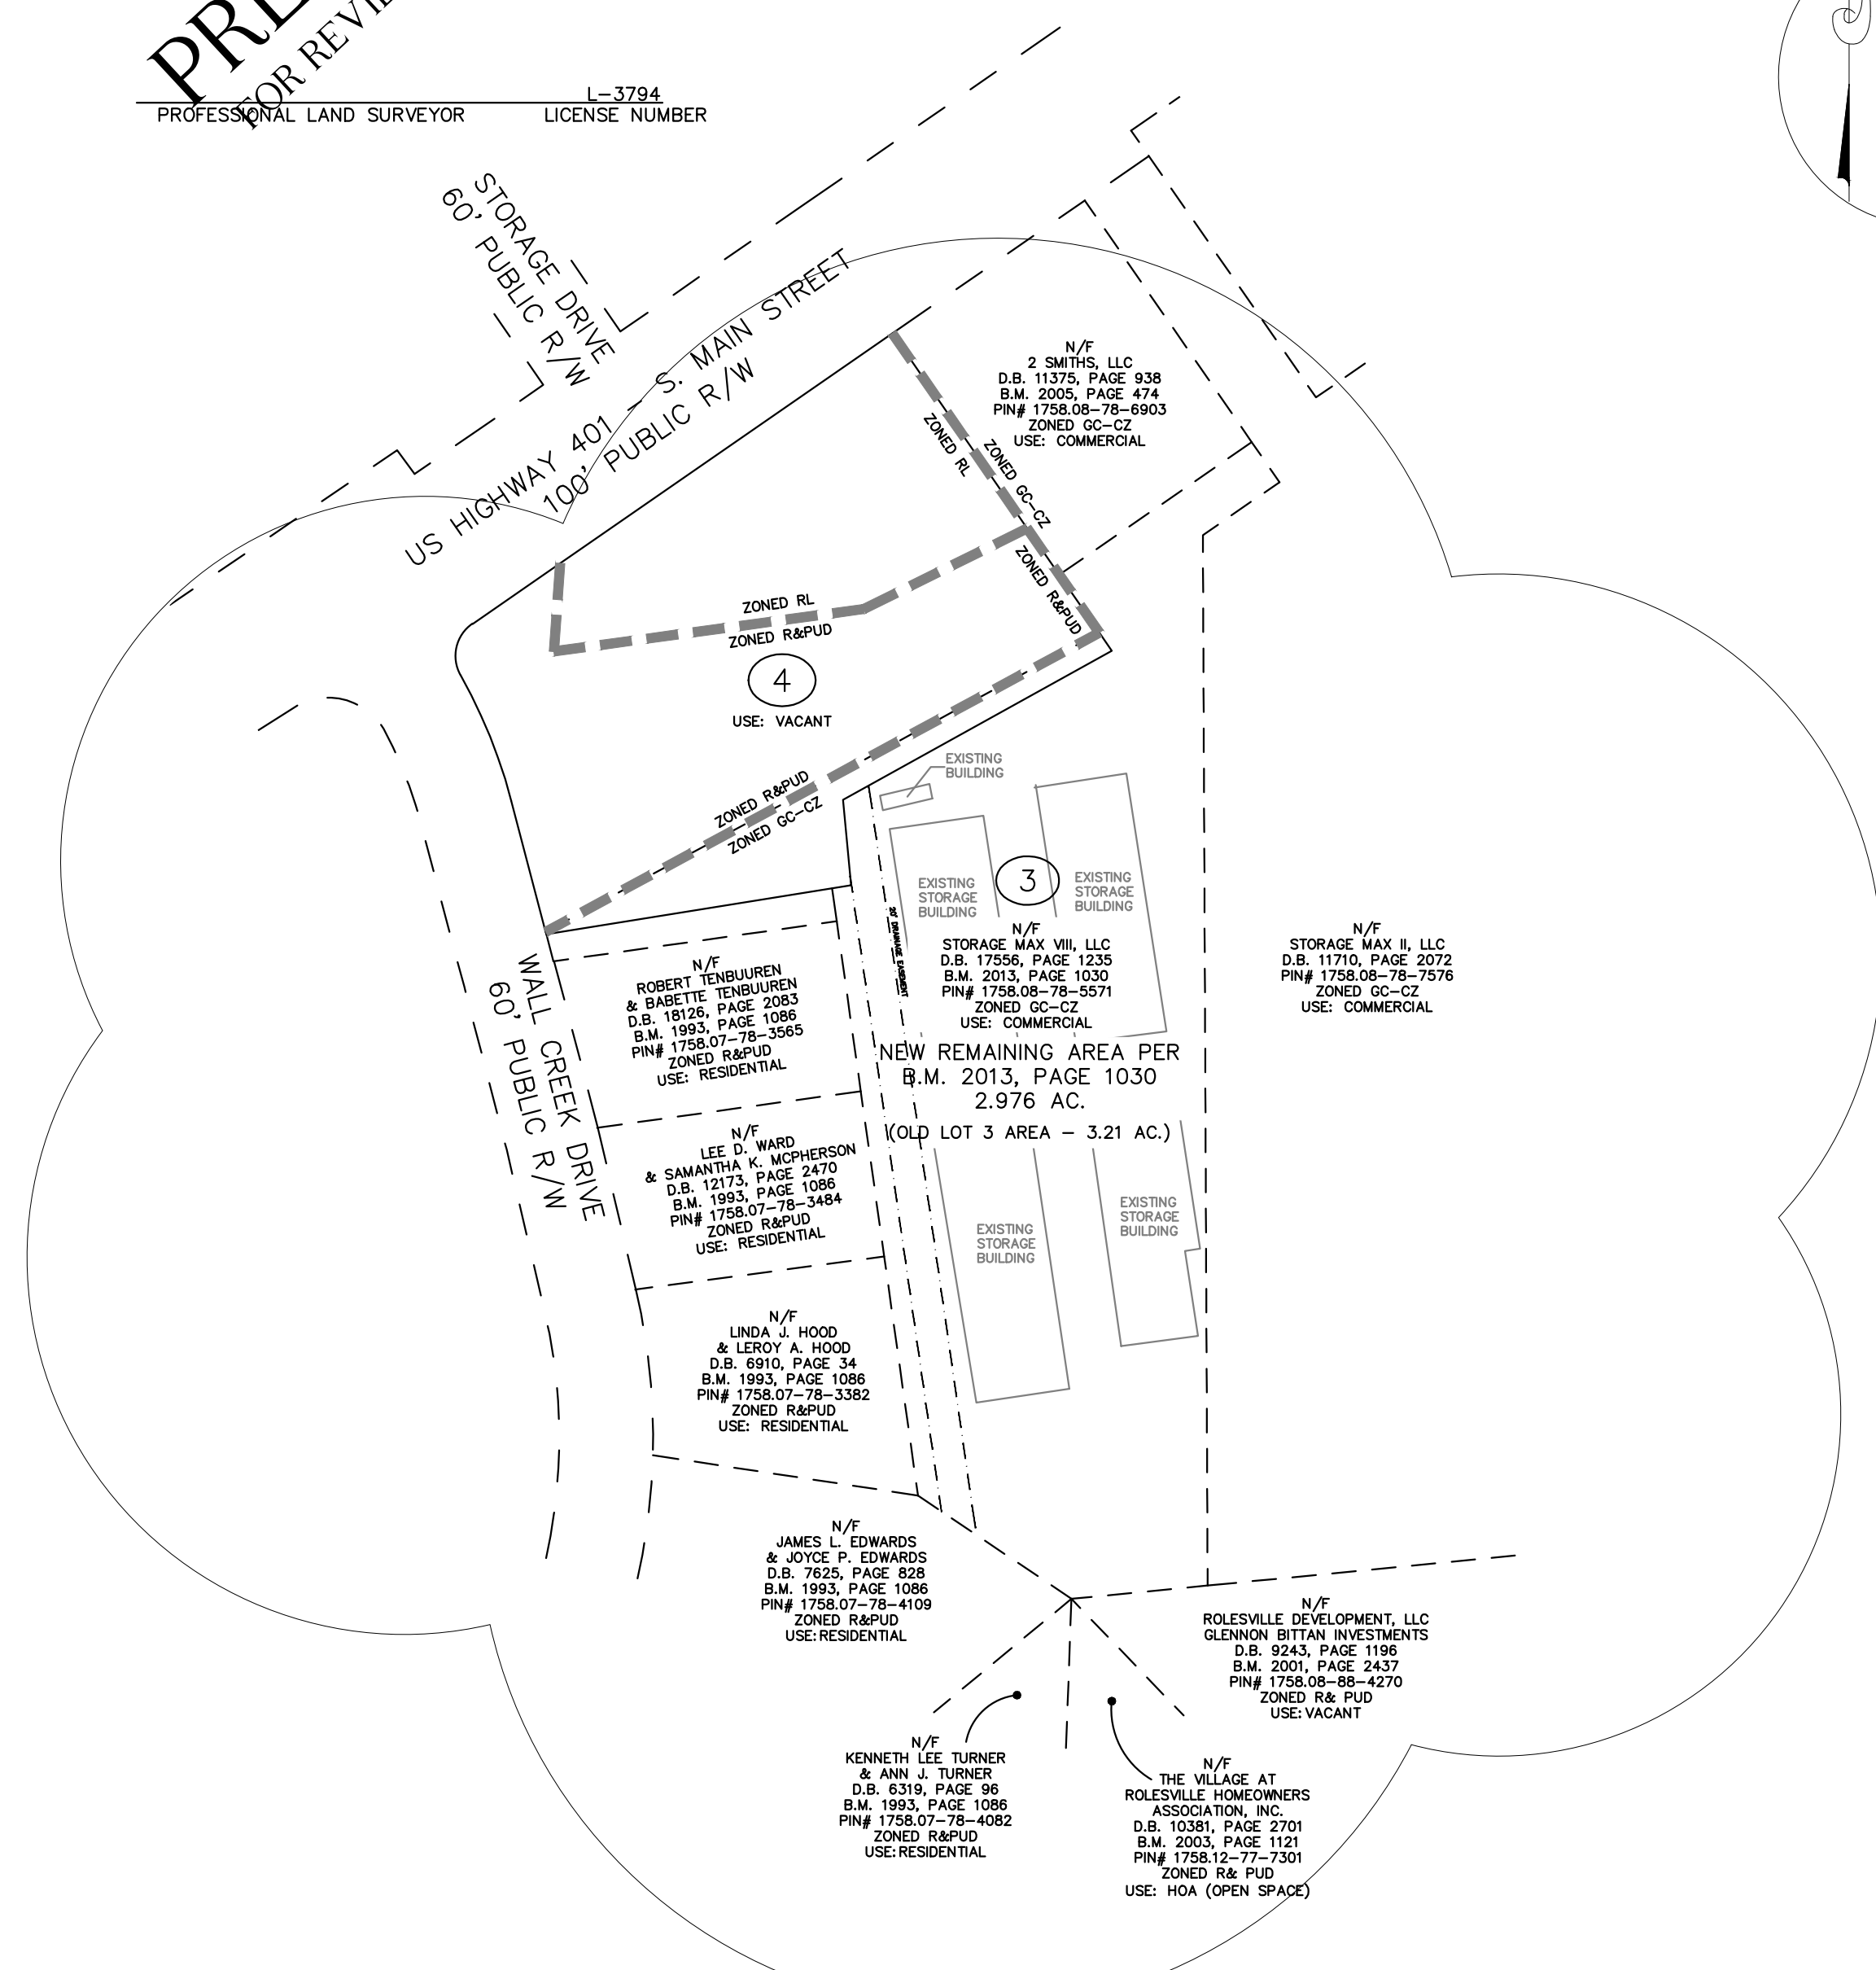 FOR REVIEW
L-3794
PROFESSIONAL LAND SURVEYOR LICENSE NUMBER
STORAGE DRIVE
60' PUBLIC R/W
US HIGHWAY 401 - S. MAIN STREET
100' PUBLIC R/W
N/F
2 SMITHS, LLC
D.B. 11375, PAGE 938
B.M. 2005, PAGE 474
PIN# 1758.08-78-6903
ZONED GC-CZ
USE: COMMERCIAL
ZONED RL
ZONED GC-CZ
ZONED R&PUD
ZONED RL
ZONED R&PUD
4
USE: VACANT
ZONED R&PUD
ZONED GC-CZ
EXISTING
BUILDING
EXISTING
STORAGE
BUILDING
3
EXISTING
STORAGE
BUILDING
20' DRAINAGE EASEMENT
N/F
STORAGE MAX VIII, LLC
D.B. 17556, PAGE 1235
B.M. 2013, PAGE 1030
PIN# 1758.08-78-5571
ZONED GC-CZ
USE: COMMERCIAL
NEW REMAINING AREA PER
B.M. 2013, PAGE 1030
2.976 AC.
(OLD LOT 3 AREA - 3.21 AC.)
N/F
STORAGE MAX II, LLC
D.B. 11710, PAGE 2072
PIN# 1758.08-78-7576
ZONED GC-CZ
USE: COMMERCIAL
WALL CREEK DRIVE
60' PUBLIC R/W
N/F
ROBERT TENBUUREN
& BABETTE TENBUUREN
D.B. 18126, PAGE 2083
B.M. 1993, PAGE 1086
PIN# 1758.07-78-3565
ZONED R&PUD
USE: RESIDENTIAL
N/F
LEE D. WARD
& SAMANTHA K. MCPHERSON
D.B. 12173, PAGE 2470
B.M. 1993, PAGE 1086
PIN# 1758.07-78-3484
ZONED R&PUD
USE: RESIDENTIAL
EXISTING
STORAGE
BUILDING
EXISTING
STORAGE
BUILDING
N/F
LINDA J. HOOD
& LEROY A. HOOD
D.B. 6910, PAGE 34
B.M. 1993, PAGE 1086
PIN# 1758.07-78-3382
ZONED R&PUD
USE: RESIDENTIAL
N/F
JAMES L. EDWARDS
& JOYCE P. EDWARDS
D.B. 7625, PAGE 828
B.M. 1993, PAGE 1086
PIN# 1758.07-78-4109
ZONED R&PUD
USE: RESIDENTIAL
N/F
ROLESVILLE DEVELOPMENT, LLC
GLENNON BITTAN INVESTMENTS
D.B. 9243, PAGE 1196
B.M. 2001, PAGE 2437
PIN# 1758.08-88-4270
ZONED R& PUD
USE: VACANT
N/F
KENNETH LEE TURNER
& ANN J. TURNER
D.B. 6319, PAGE 96
B.M. 1993, PAGE 1086
PIN# 1758.07-78-4082
ZONED R&PUD
USE: RESIDENTIAL
N/F
THE VILLAGE AT
ROLESVILLE HOMEOWNERS
ASSOCIATION, INC.
D.B. 10381, PAGE 2701
B.M. 2003, PAGE 1121
PIN# 1758.12-77-7301
ZONED R& PUD
USE: HOA (OPEN SPACE)